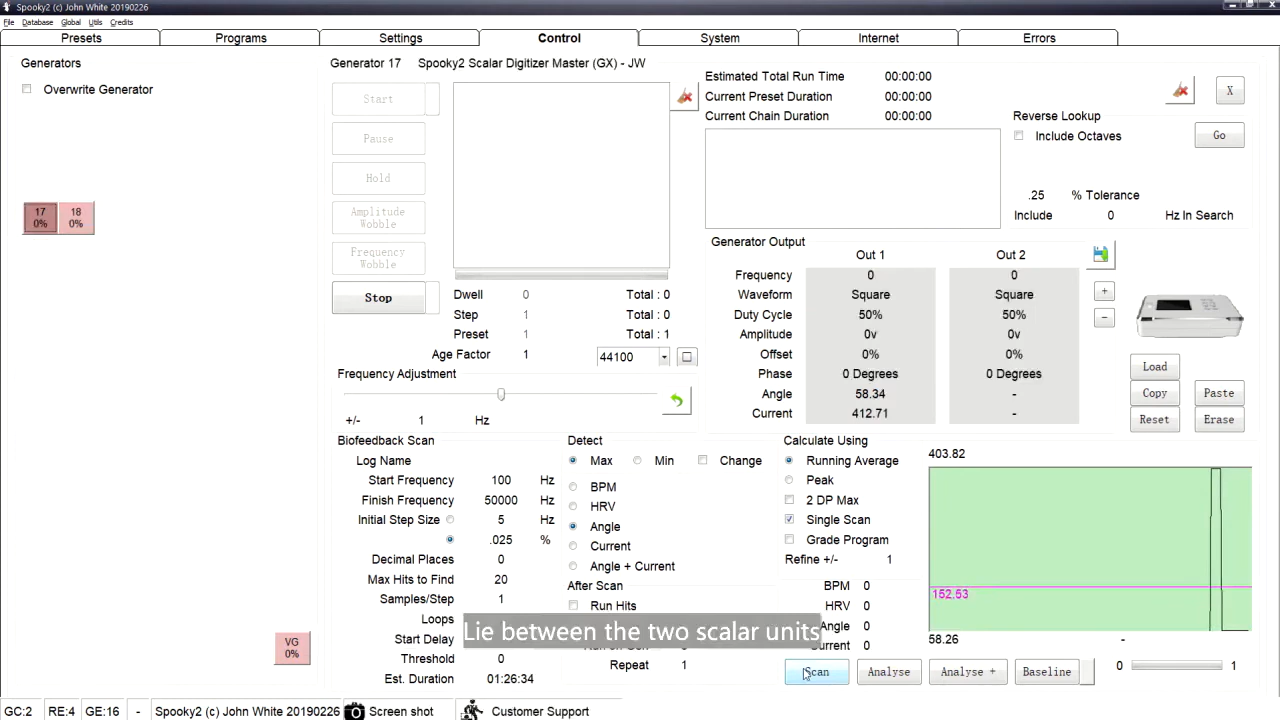 Spooky2 (c) John White 20190226
File Database Global Utils Credits
Presets Programs Settings Control System Internet Errors
Generators
Overwrite Generator
17
0%
18
0%
VG
0%
Generator 17 Spooky2 Scalar Digitizer Master (GX) - JW
Start
Pause
Hold
Amplitude
Wobble
Frequency
Wobble
Stop
Dwell 0 Total : 0
Step 1 Total : 0
Preset 1 Total : 1
Age Factor 1 44100
Frequency Adjustment
+/- 1 Hz
Estimated Total Run Time 00:00:00
Current Preset Duration 00:00:00
Current Chain Duration 00:00:00
X
Reverse Lookup
Include Octaves Go
.25 % Tolerance
Include 0 Hz In Search
Generator Output
Out 1 Out 2
Frequency 0 0
Waveform Square Square
Duty Cycle 50% 50%
Amplitude 0v 0v
Offset 0% 0%
Phase 0 Degrees 0 Degrees
Angle 58.34 -
Current 412.71 -
+
−
Load
Copy Paste
Reset Erase
Biofeedback Scan
Log Name
Start Frequency 100 Hz
Finish Frequency 50000 Hz
Initial Step Size 5 Hz
.025 %
Decimal Places 0
Max Hits to Find 20
Samples/Step 1
Loops
Start Delay
Threshold 0
Est. Duration 01:26:34
Detect
Max Min Change
BPM
HRV
Angle
Current
Angle + Current
After Scan
Run Hits
Repeat 1
Calculate Using
Running Average
Peak
2 DP Max
Single Scan
Grade Program
Refine +/- 1
BPM 0
HRV 0
Angle 0
Current 0
403.82
152.53
58.26 -
Lie between the two scalar units
Scan Analyse Analyse + Baseline 0 1
GC:2 RE:4 GE:16 - Spooky2 (c) John White 20190226 Screen shot Customer Support